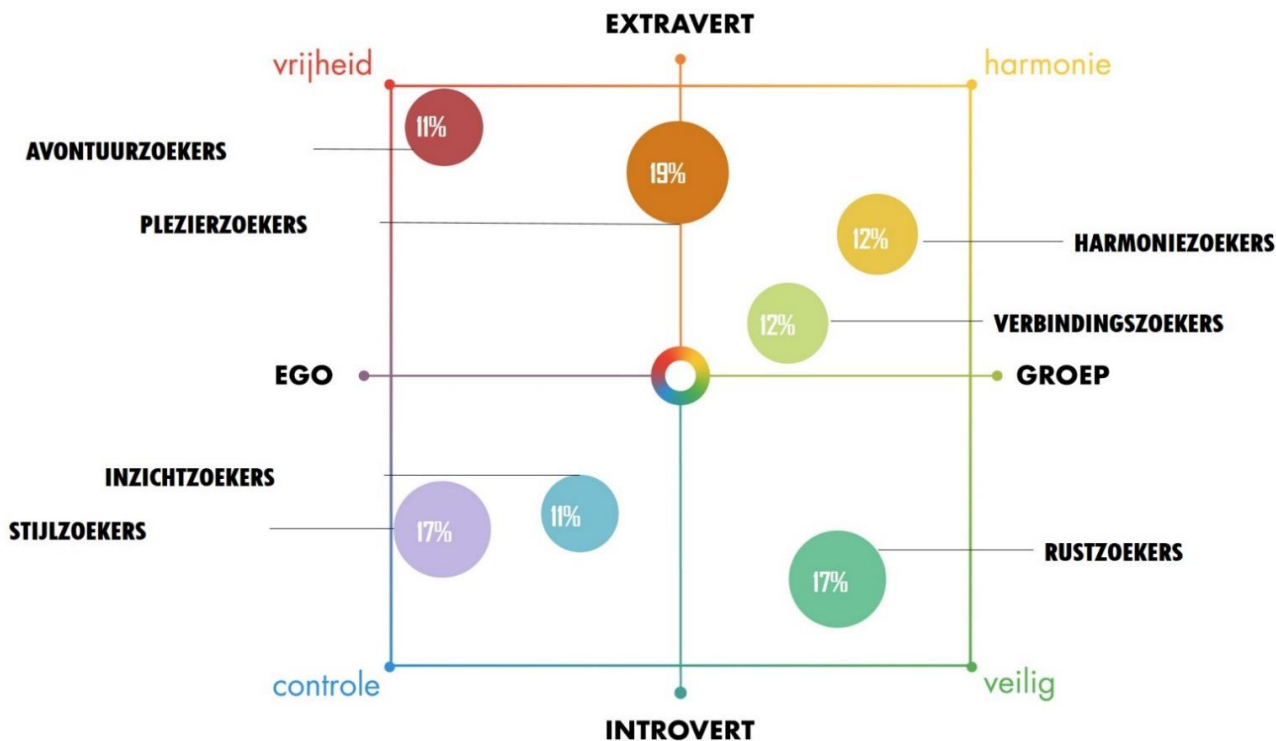 EXTRAVERT
vrijheid
harmonie
11%
AVONTUURZOEKERS
19%
PLEZIERZOEKERS
12%
HARMONIEZOEKERS
12%
VERBINDINGSZOEKERS
EGO
GROEP
INZICHTZOEKERS
11%
STIJLZOEKERS
17%
RUSTZOEKERS
17%
controle
veilig
INTROVERT